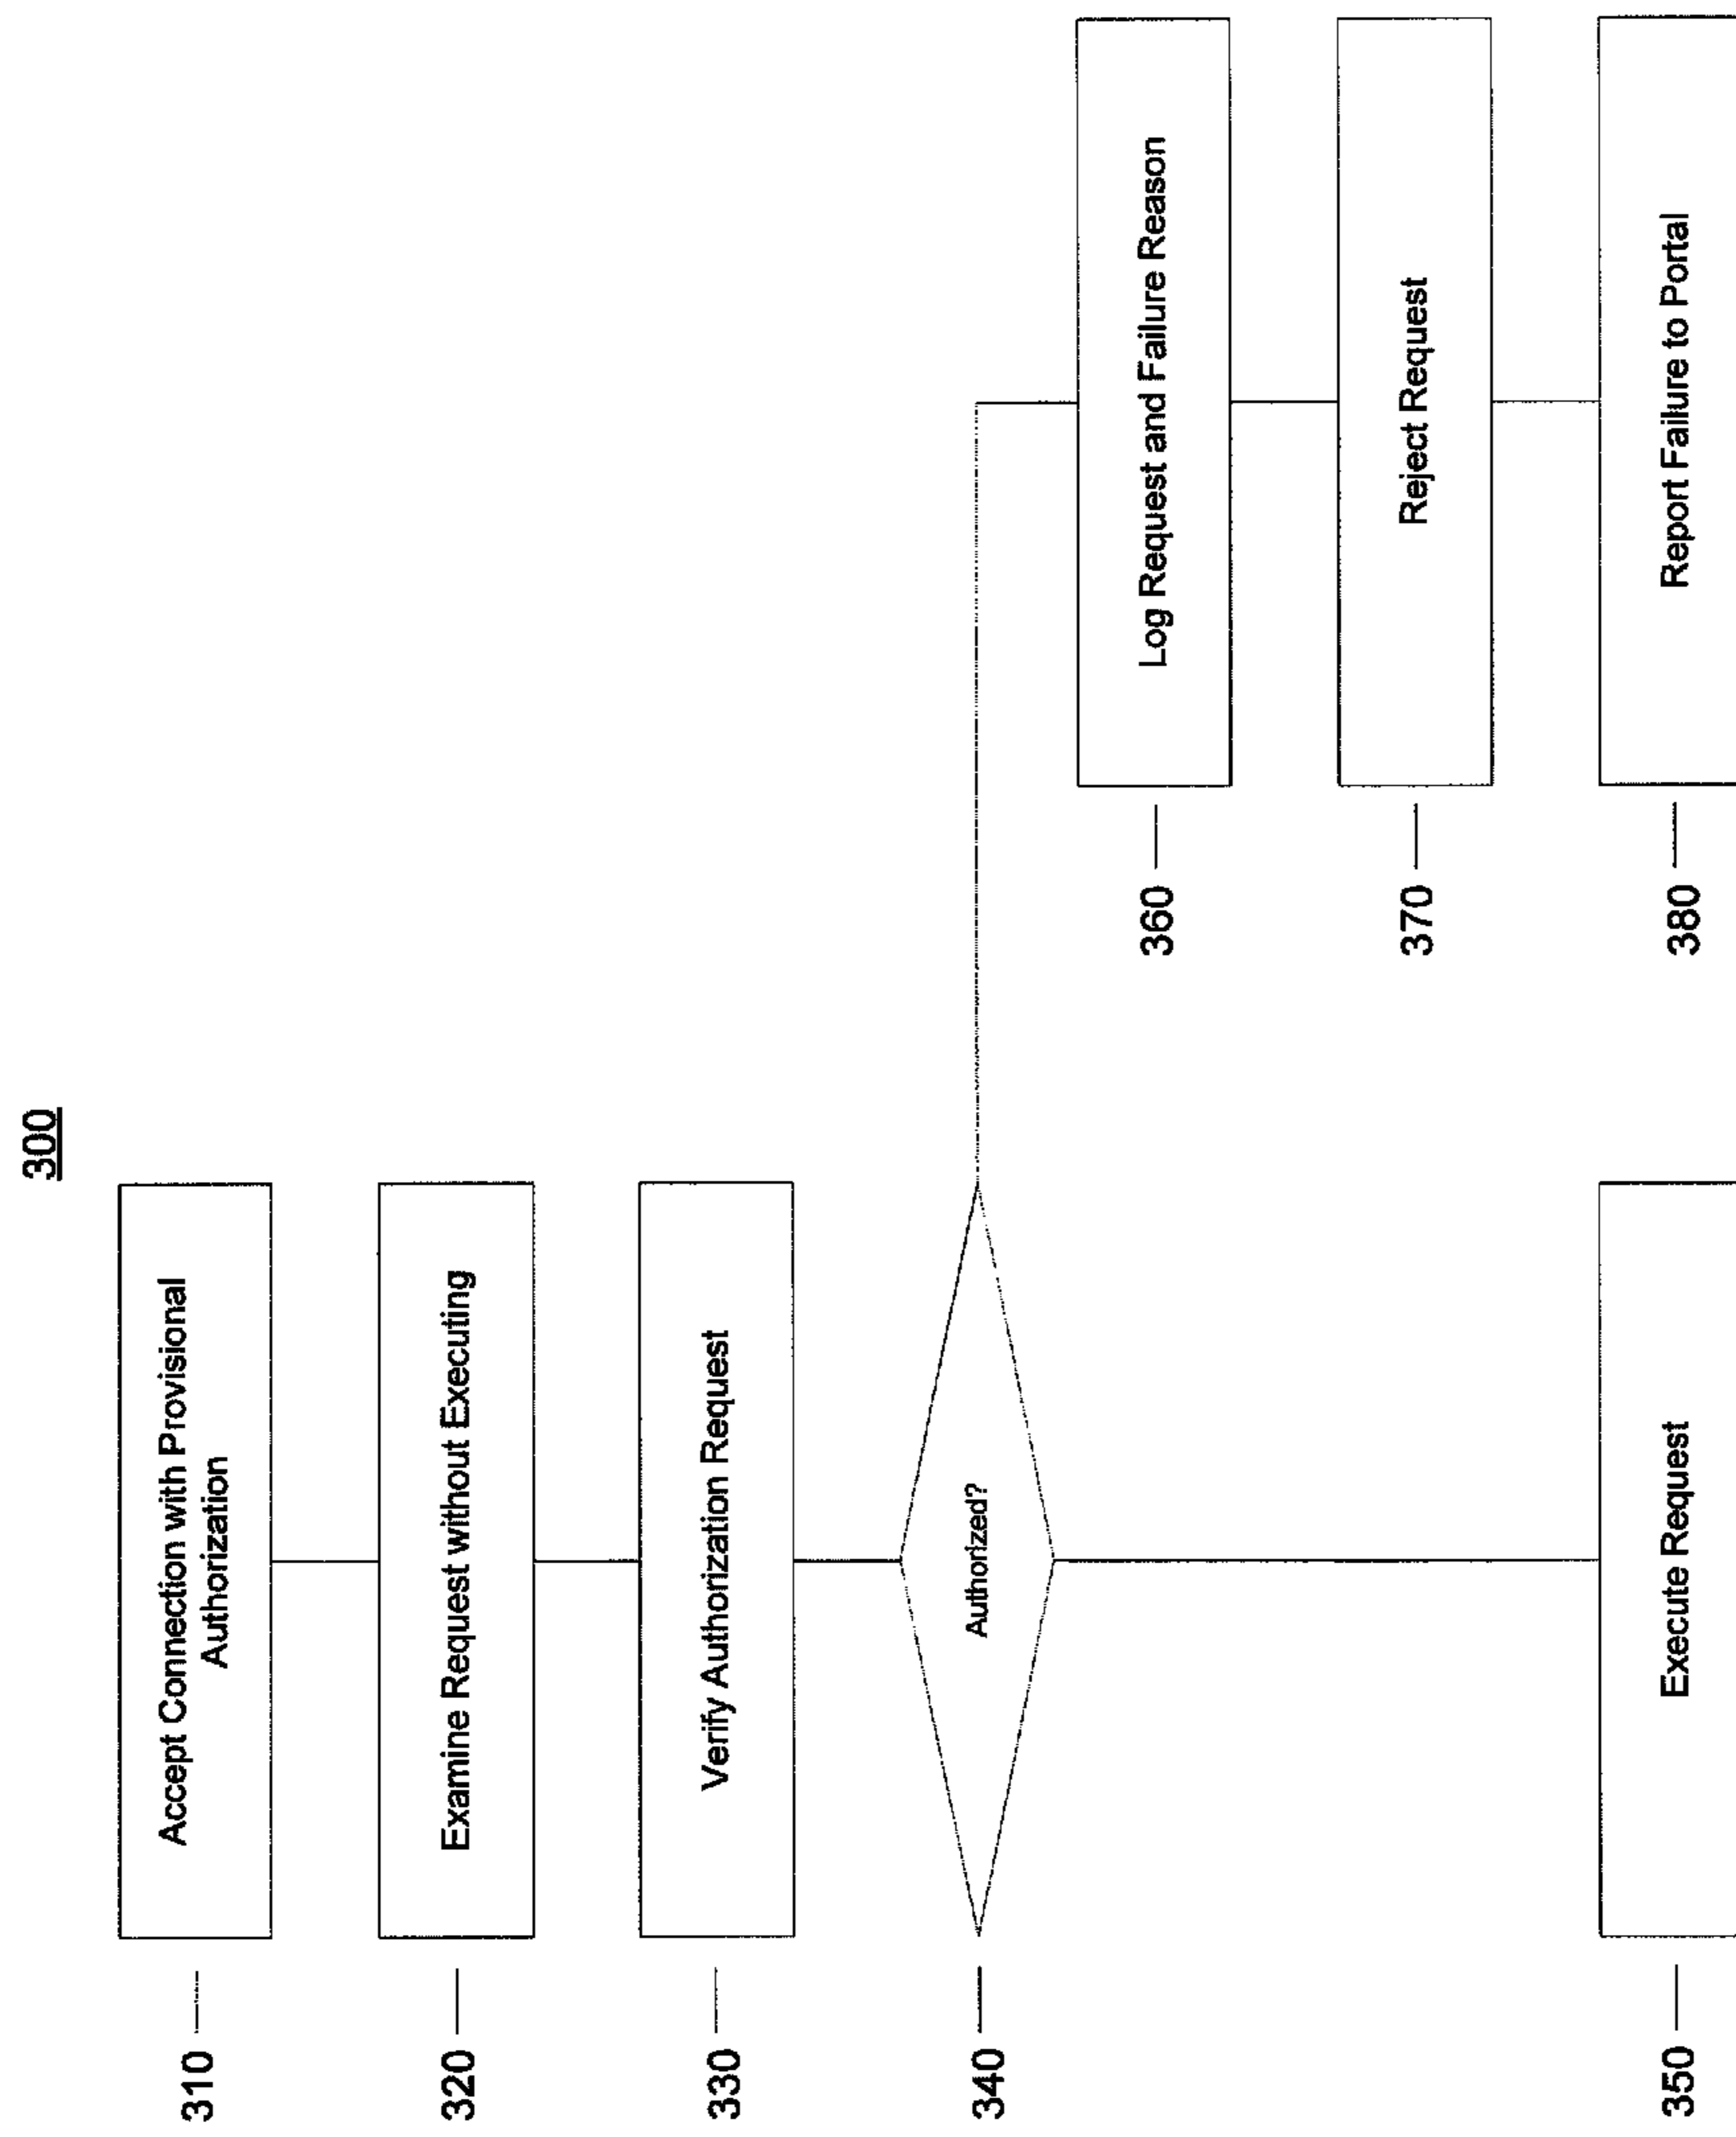 300
310
Accept Connection with Provisional
Authorization
320
Examine Request without Executing
330
Verify Authorization Request
340
Authorized?
350
Execute Request
360
Log Request and Failure Reason
370
Reject Request
380
Report Failure to Portal